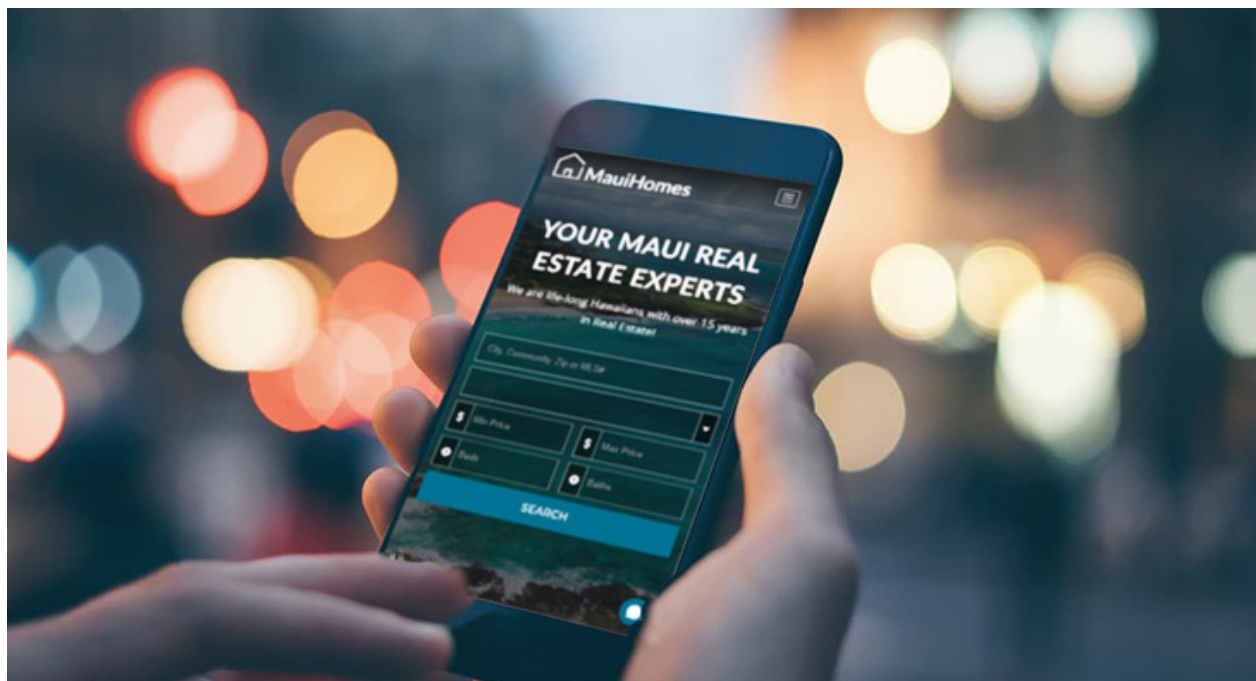 MauiHomes
YOUR MAUI REAL
ESTATE EXPERTS
We are life-long Hawaiians with over 15 years
in Real Estate!
City, Community, Zip or MLS#
$ Min Price
$ Max Price
Beds
Baths
SEARCH